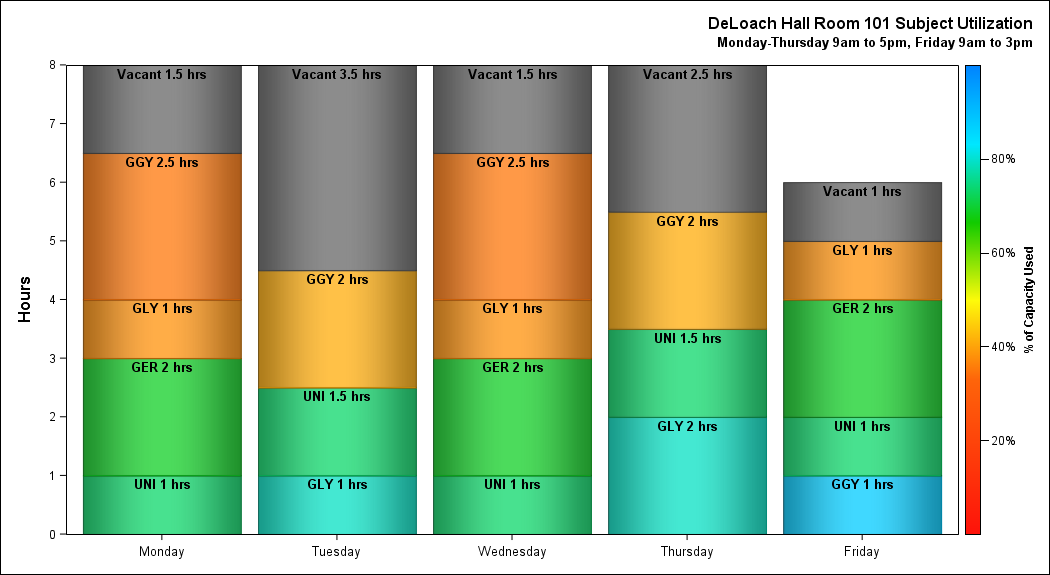 DeLoach Hall Room 101 Subject Utilization
Monday-Thursday 9am to 5pm, Friday 9am to 3pm
Hours
8
7
6
5
4
3
2
1
0
Vacant 1.5 hrs
GGY 2.5 hrs
GLY 1 hrs
GER 2 hrs
UNI 1 hrs
Vacant 3.5 hrs
GGY 2 hrs
UNI 1.5 hrs
GLY 1 hrs
Vacant 1.5 hrs
GGY 2.5 hrs
GLY 1 hrs
GER 2 hrs
UNI 1 hrs
Vacant 2.5 hrs
GGY 2 hrs
UNI 1.5 hrs
GLY 2 hrs
Vacant 1 hrs
GLY 1 hrs
GER 2 hrs
UNI 1 hrs
GGY 1 hrs
Monday
Tuesday
Wednesday
Thursday
Friday
80%
60%
40%
20%
% of Capacity Used